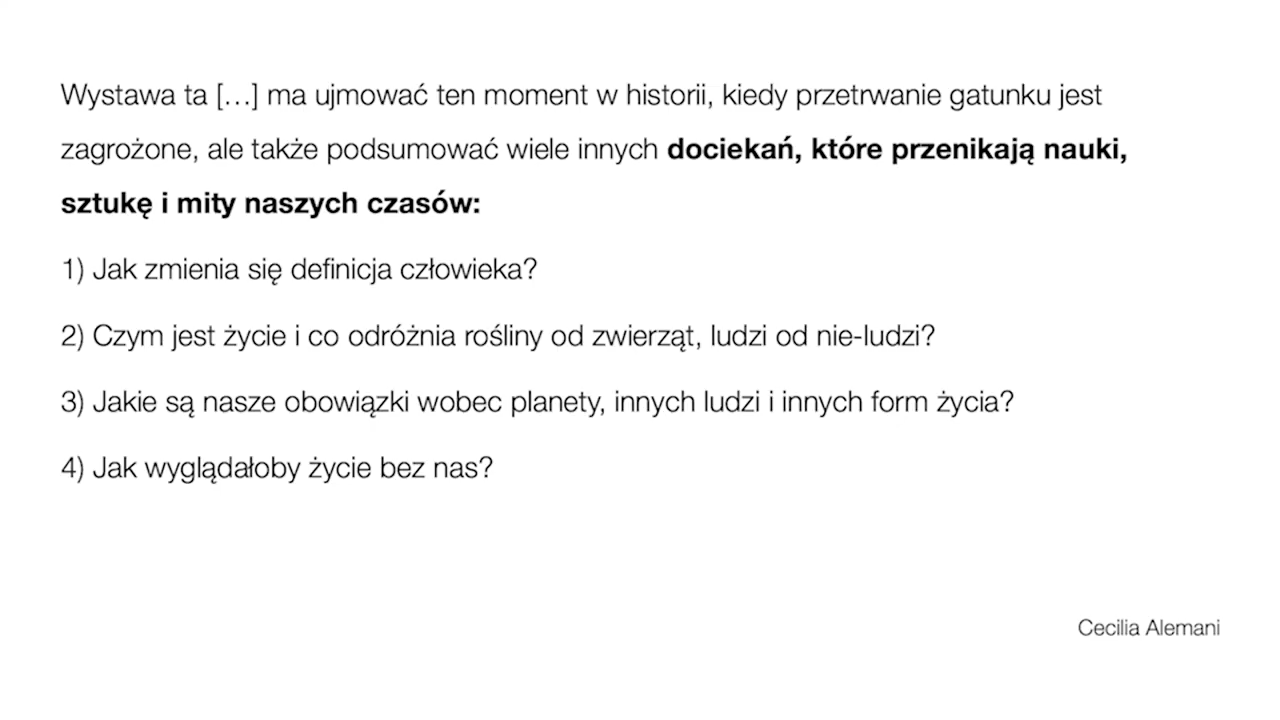 Wystawa ta […] ma ujmować ten moment w historii, kiedy przetrwanie gatunku jest
zagrożone, ale także podsumować wiele innych dociekań, które przenikają nauki,
sztukę i mity naszych czasów:
1) Jak zmienia się definicja człowieka?
2) Czym jest życie i co odróżnia rośliny od zwierząt, ludzi od nie-ludzi?
3) Jakie są nasze obowiązki wobec planety, innych ludzi i innych form życia?
4) Jak wyglądałoby życie bez nas?
Cecilia Alemani